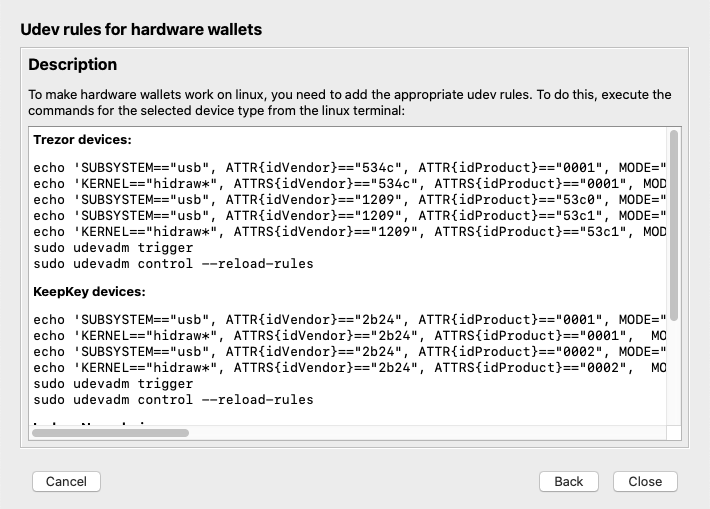 Udev rules for hardware wallets
Description
To make hardware wallets work on linux, you need to add the appropriate udev rules. To do this, execute the
commands for the selected device type from the linux terminal:
Trezor devices:
echo 'SUBSYSTEM=="usb", ATTR{idVendor}=="534c", ATTR{idProduct}=="0001", MODE="
echo 'KERNEL=="hidraw*", ATTRS{idVendor}=="534c", ATTRS{idProduct}=="0001", MOD
echo 'SUBSYSTEM=="usb", ATTR{idVendor}=="1209", ATTR{idProduct}=="53c0", MODE="
echo 'SUBSYSTEM=="usb", ATTR{idVendor}=="1209", ATTR{idProduct}=="53c1", MODE="
echo 'KERNEL=="hidraw*", ATTRS{idVendor}=="1209", ATTRS{idProduct}=="53c1", MOD
sudo udevadm trigger
sudo udevadm control --reload-rules
KeepKey devices:
echo 'SUBSYSTEM=="usb", ATTR{idVendor}=="2b24", ATTR{idProduct}=="0001", MODE="
echo 'KERNEL=="hidraw*", ATTRS{idVendor}=="2b24", ATTRS{idProduct}=="0001",  MO
echo 'SUBSYSTEM=="usb", ATTR{idVendor}=="2b24", ATTR{idProduct}=="0002", MODE="
echo 'KERNEL=="hidraw*", ATTRS{idVendor}=="2b24", ATTRS{idProduct}=="0002",  MO
sudo udevadm trigger
sudo udevadm control --reload-rules
Cancel
Back
Close